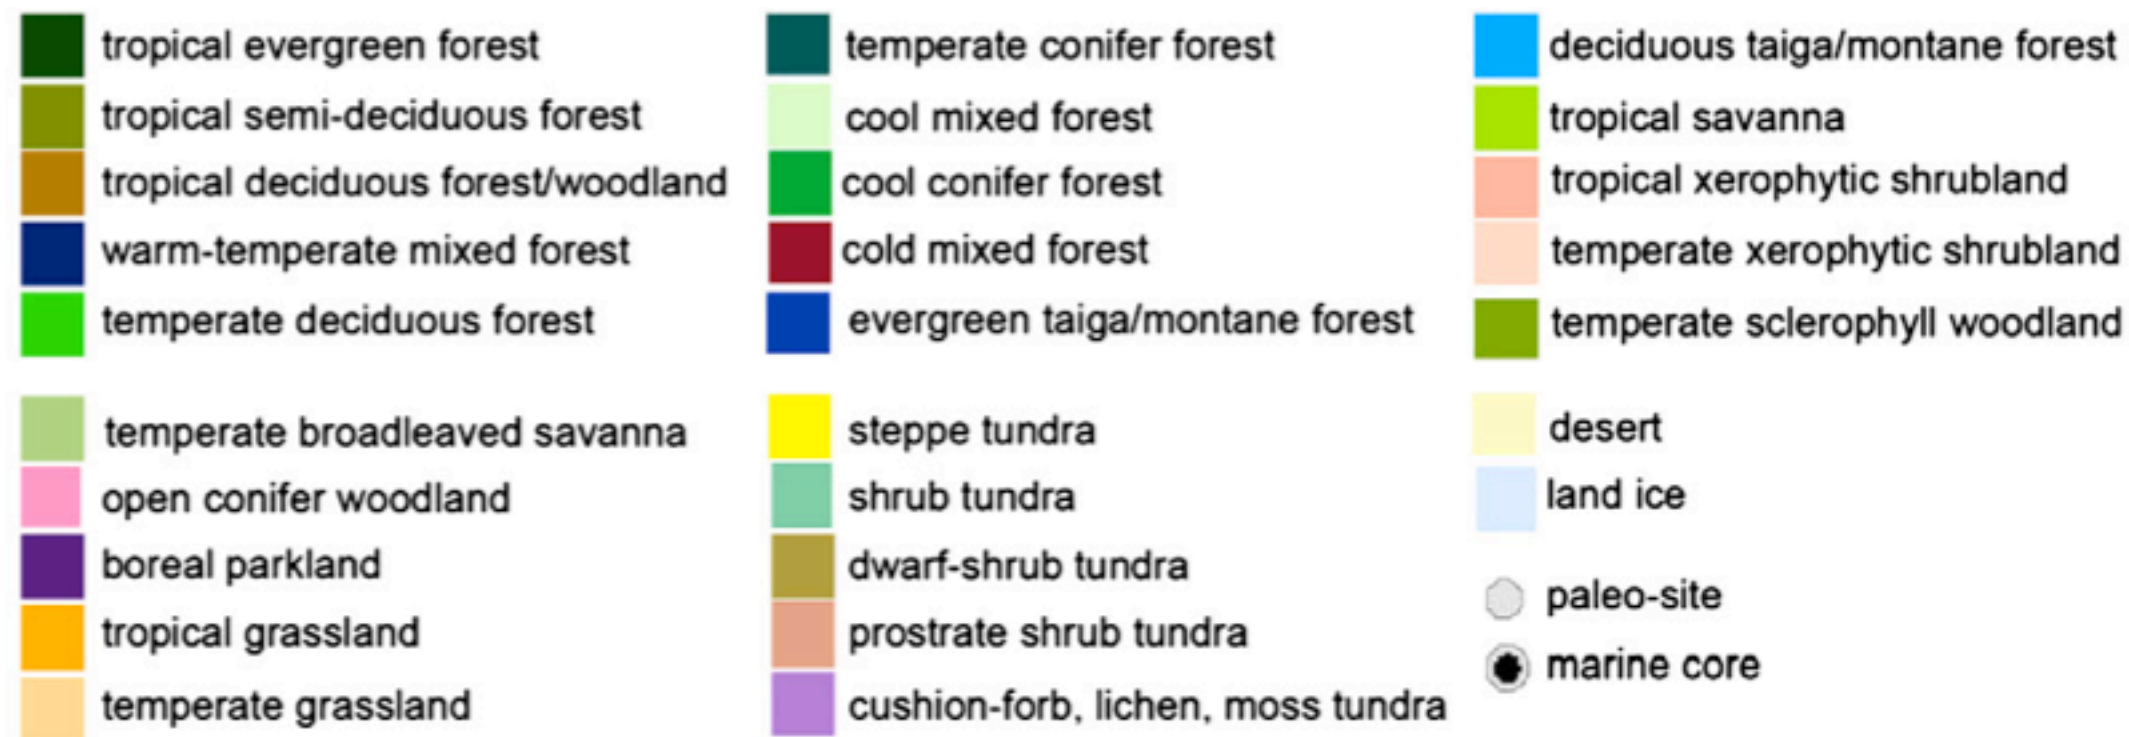 tropical evergreen forest
tropical semi-deciduous forest
tropical deciduous forest/woodland
warm-temperate mixed forest
temperate deciduous forest
temperate conifer forest
cool mixed forest
cool conifer forest
cold mixed forest
evergreen taiga/montane forest
deciduous taiga/montane forest
tropical savanna
tropical xerophytic shrubland
temperate xerophytic shrubland
temperate sclerophyll woodland
temperate broadleaved savanna
open conifer woodland
boreal parkland
tropical grassland
temperate grassland
steppe tundra
shrub tundra
dwarf-shrub tundra
prostrate shrub tundra
cushion-forb, lichen, moss tundra
desert
land ice
paleo-site
marine core